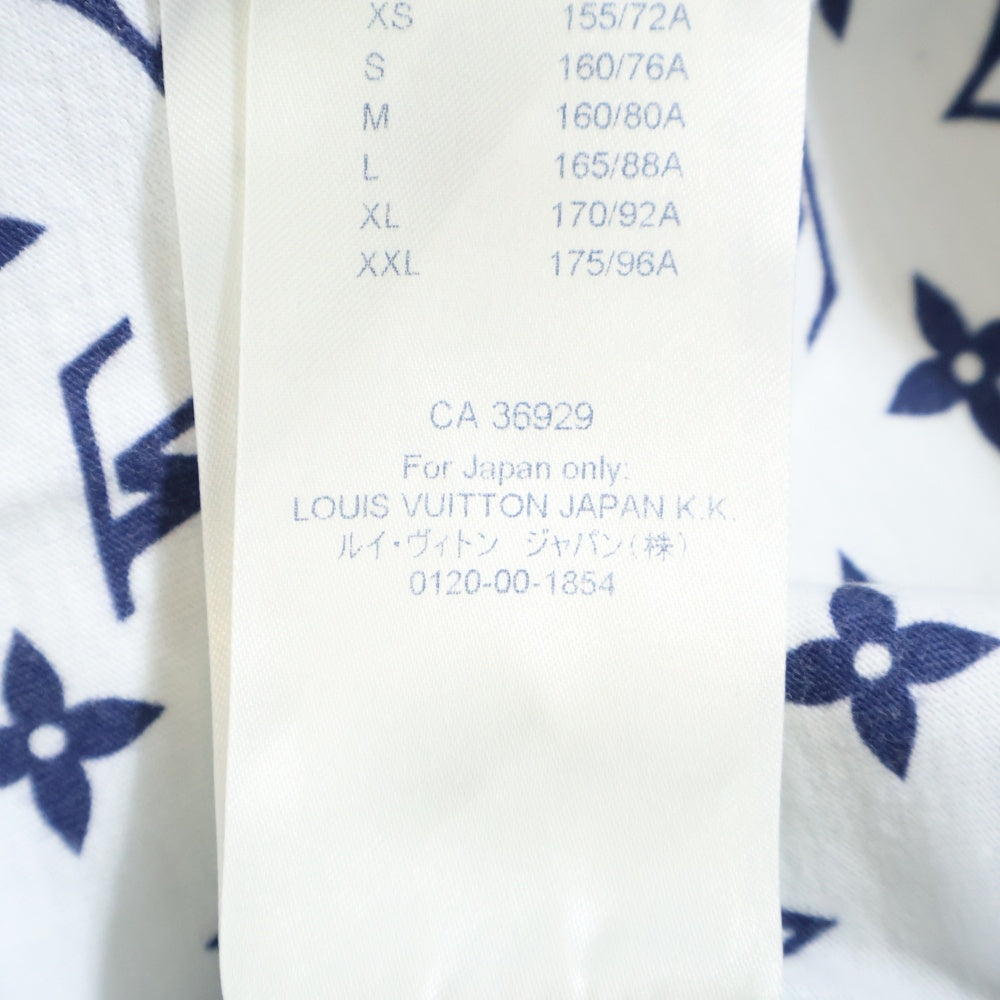 XS 155/72A
S 160/76A
M 160/80A
L 165/88A
XL 170/92A
XXL 175/96A
CA 36929
For Japan only:
LOUIS VUITTON JAPAN K.K.
ルイ・ヴィトン ジャパン(株)
0120-00-1854